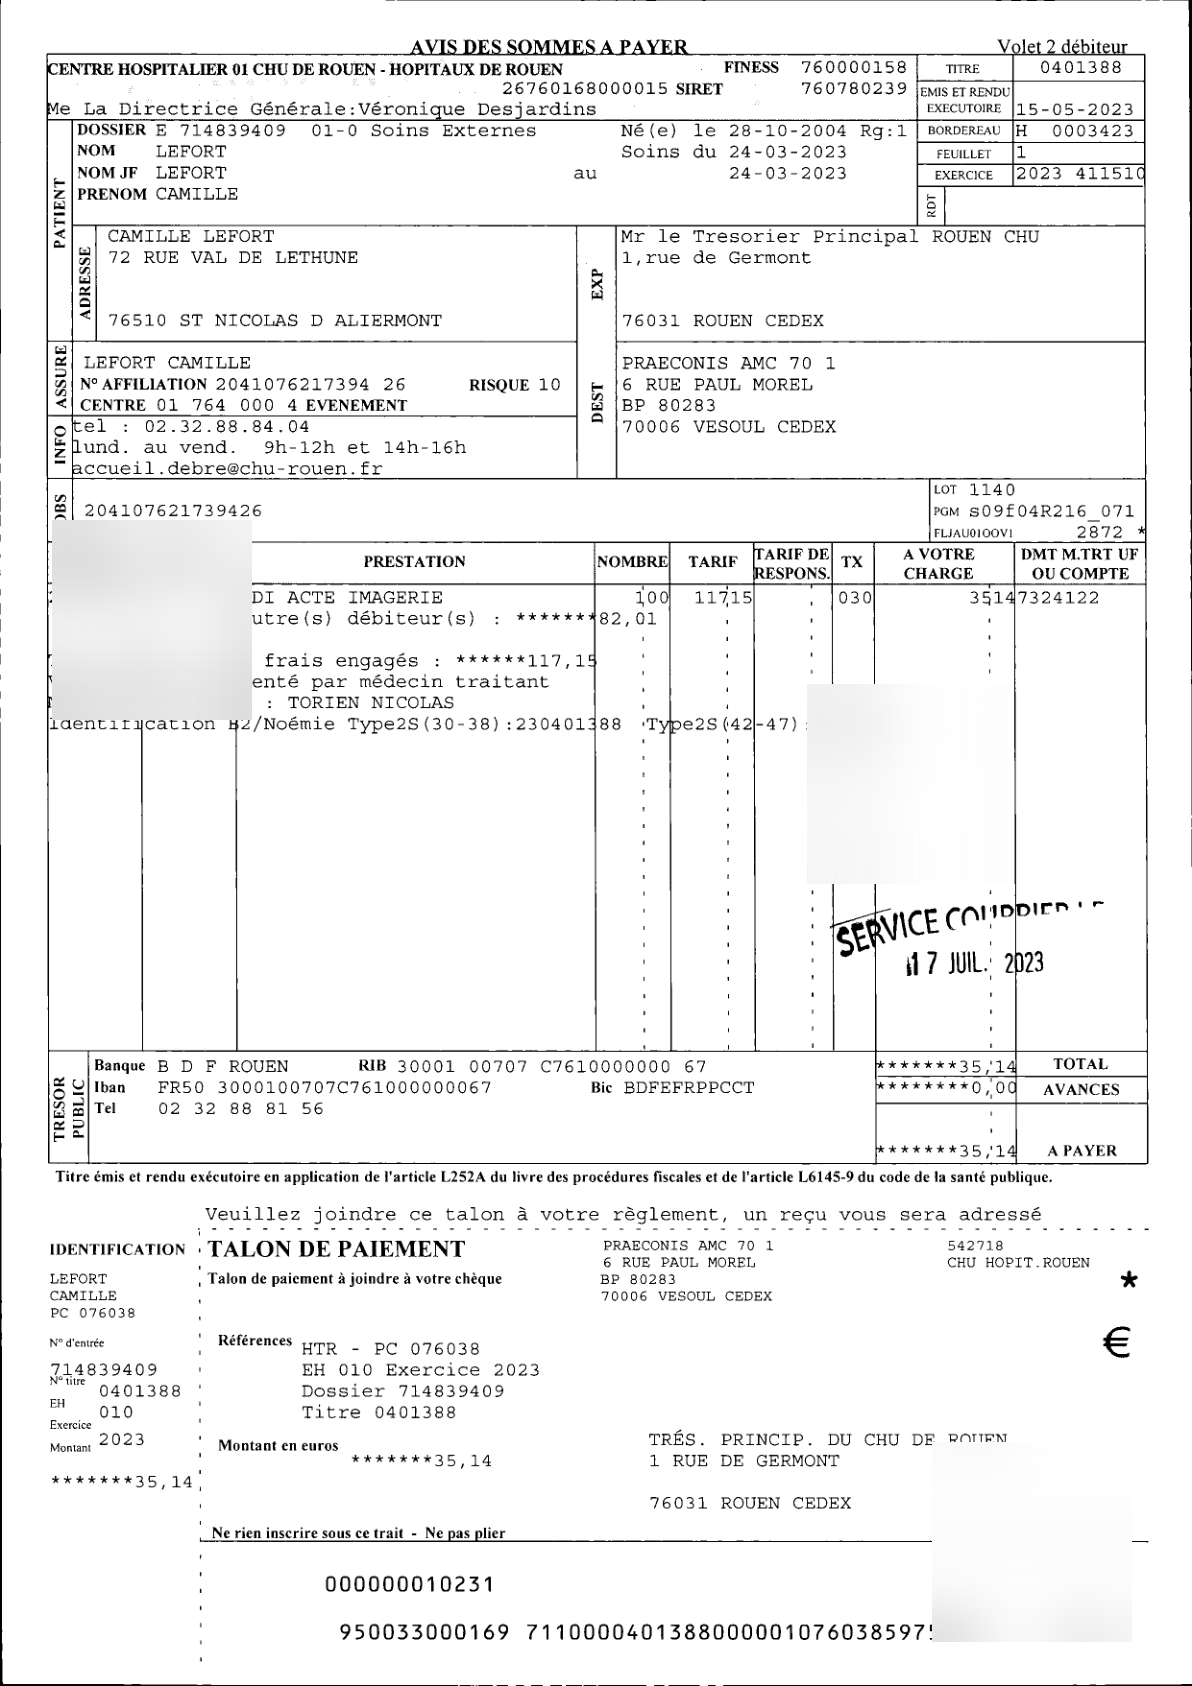 AVIS DES SOMMES A PAYER Volet 2 débiteur
CENTRE HOSPITALIER 01 CHU DE ROUEN - HOPITAUX DE ROUEN FINESS 760000158 TITRE 0401388
26760168000015 SIRET 760780239 EMIS ET RENDU
Me La Directrice Générale:Véronique Desjardins EXECUTOIRE 15-05-2023
PATIENT
DOSSIER E 714839409 01-0 Soins Externes Né(e) le 28-10-2004 Rg:1 BORDEREAU H 0003423
NOM LEFORT Soins du 24-03-2023 FEUILLET 1
NOM JF LEFORT au 24-03-2023 EXERCICE 2023 411510
PRENOM CAMILLE RDT
ADRESSE
CAMILLE LEFORT
72 RUE VAL DE LETHUNE
76510 ST NICOLAS D ALIERMONT
EXP
Mr le Tresorier Principal ROUEN CHU
1,rue de Germont
76031 ROUEN CEDEX
ASSURE
LEFORT CAMILLE
N° AFFILIATION 2041076217394 26 RISQUE 10
CENTRE 01 764 000 4 EVENEMENT
DEST
PRAECONIS AMC 70 1
6 RUE PAUL MOREL
BP 80283
70006 VESOUL CEDEX
INFO
tel : 02.32.88.84.04
lund. au vend. 9h-12h et 14h-16h
accueil.debre@chu-rouen.fr
OBS
204107621739426
LOT 1140
PGM s09f04R216_071
FLJAU01OOV1 2872 *
PRESTATION NOMBRE TARIF TARIF DE RESPONS. TX A VOTRE CHARGE DMT M.TRT UF OU COMPTE
DI ACTE IMAGERIE 100 11715 , 030 3514 7324122
utre(s) débiteur(s) : *******82,01
frais engagés : ******117,15
enté par médecin traitant
: TORIEN NICOLAS
Identification B2/Noémie Type2S(30-38):230401388 Type2S(42-47):
SERVICE COURRIER
17 JUIL. 2023
TRESOR PUBLIC
Banque B D F ROUEN RIB 30001 00707 C7610000000 67 *******35,14 TOTAL
Iban FR50 3000100707C761000000067 Bic BDFEFRPPCCT ********0,00 AVANCES
Tel 02 32 88 81 56
*******35,14 A PAYER
Titre émis et rendu exécutoire en application de l'article L252A du livre des procédures fiscales et de l'article L6145-9 du code de la santé publique.
Veuillez joindre ce talon à votre règlement, un reçu vous sera adressé
IDENTIFICATION
LEFORT
CAMILLE
PC 076038
N° d'entrée
714839409
N° titre
0401388
EH
010
Exercice
2023
Montant
*******35,14
TALON DE PAIEMENT
Talon de paiement à joindre à votre chèque
PRAECONIS AMC 70 1
6 RUE PAUL MOREL
BP 80283
70006 VESOUL CEDEX
542718
CHU HOPIT.ROUEN
*
€
Références HTR - PC 076038
EH 010 Exercice 2023
Dossier 714839409
Titre 0401388
Montant en euros
*******35,14
TRÉS. PRINCIP. DU CHU DE ROUEN
1 RUE DE GERMONT
76031 ROUEN CEDEX
Ne rien inscrire sous ce trait - Ne pas plier
000000010231
950033000169 7110000401388000001076038597